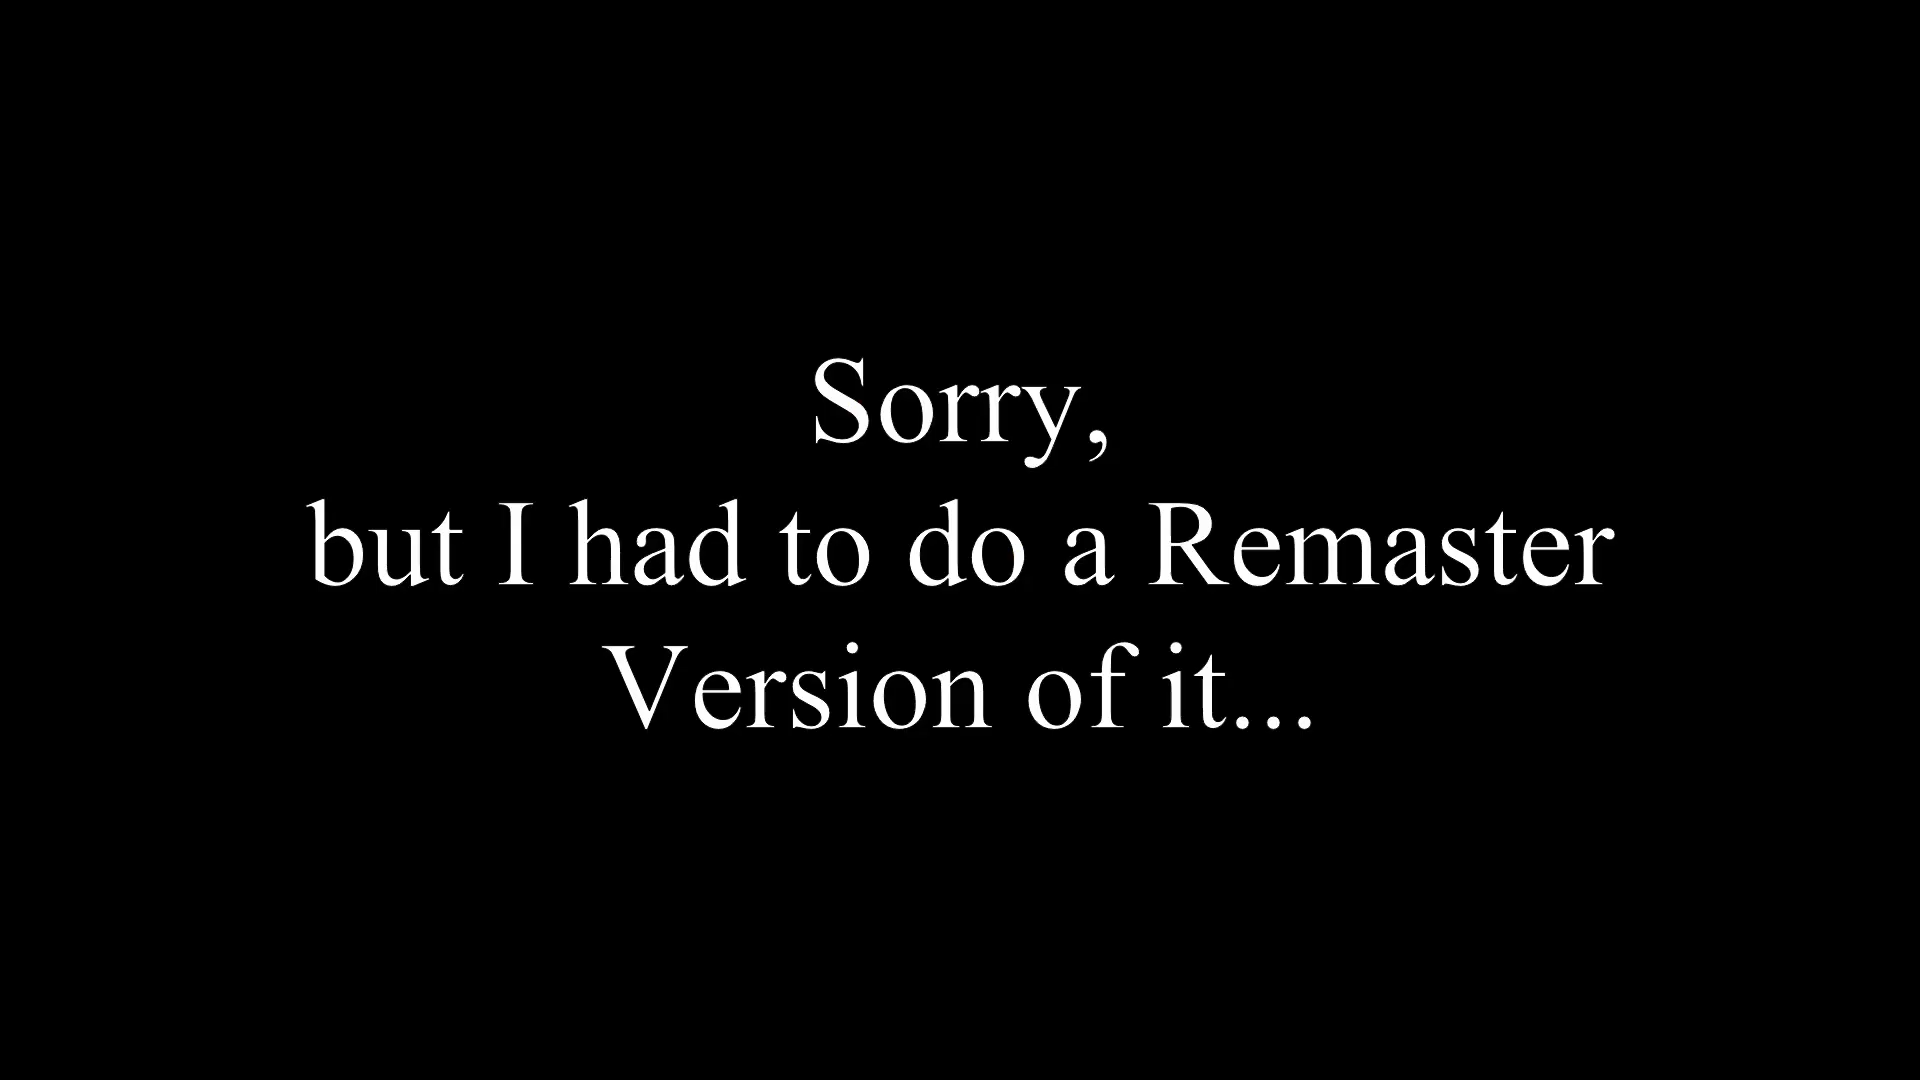 Sorry,
but I had to do a Remaster
Version of it...